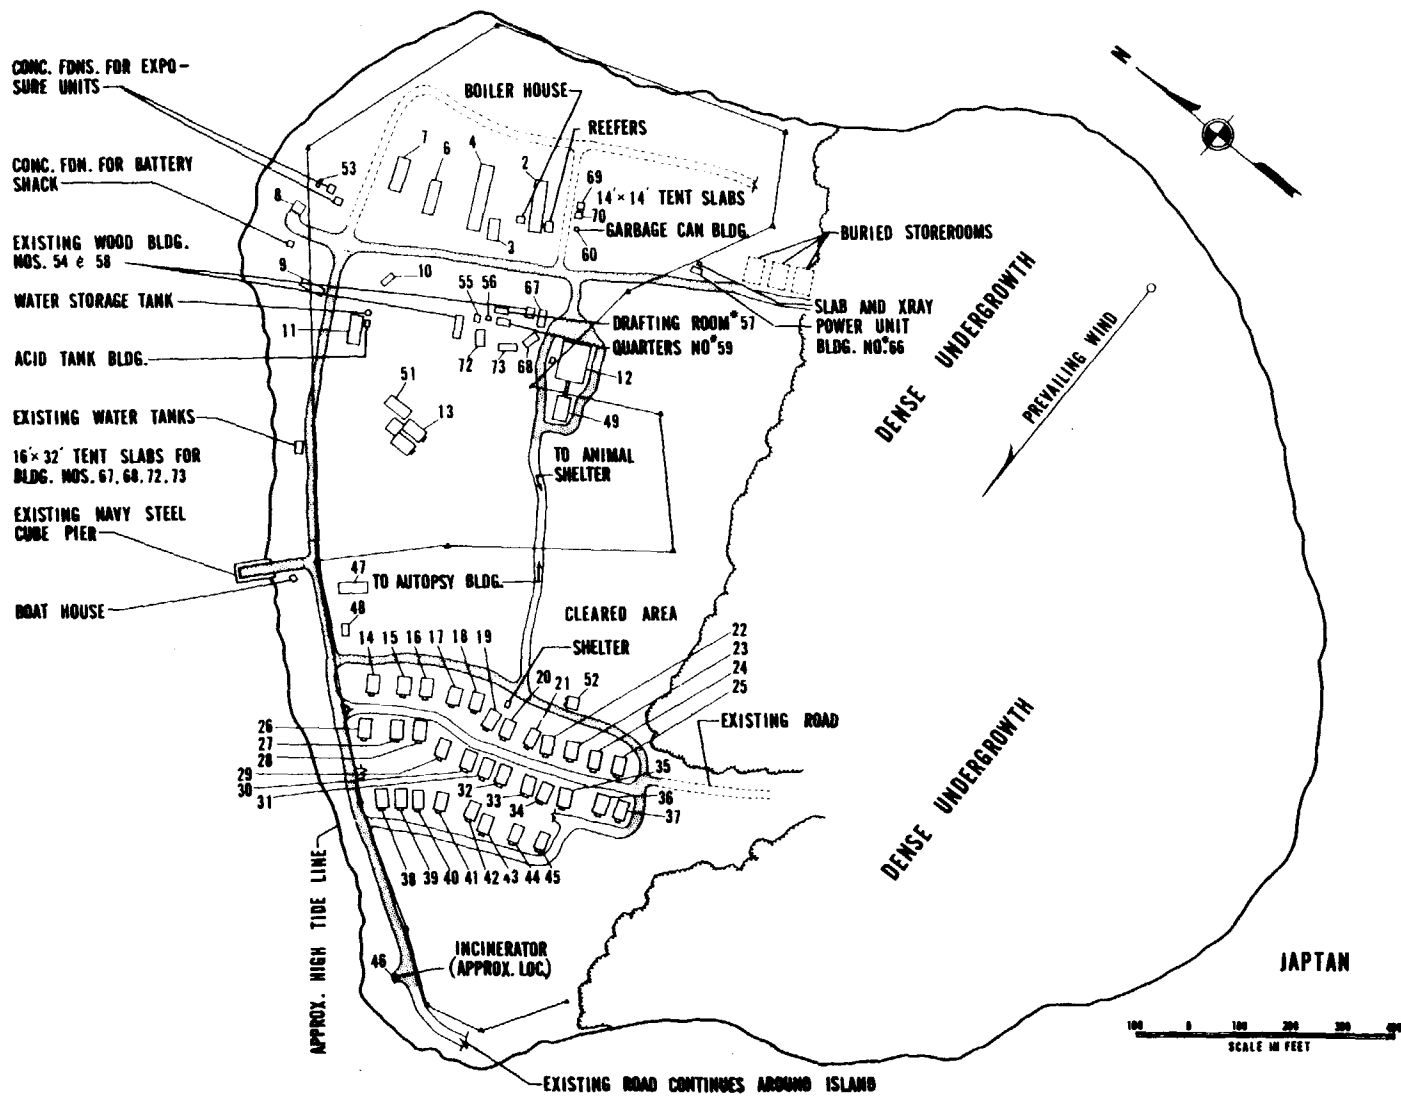 CONC. FDNS. FOR EXPO-
SURE UNITS
BOILER HOUSE
REEFERS
N
CONC. FDN. FOR BATTERY
SHACK
53
7
6
4
2
69
14'×14' TENT SLABS
70
GARBAGE CAN BLDG.
60
BURIED STOREROOMS
8
3
EXISTING WOOD BLDG.
NOS. 54 & 58
9
10
55
56
67
WATER STORAGE TANK
11
DRAFTING ROOM #57
SLAB AND XRAY
POWER UNIT
BLDG. NO. #66
ACID TANK BLDG.
72
73
68
QUARTERS NO #59
12
DENSE UNDERGROWTH
PREVAILING WIND
51
13
49
EXISTING WATER TANKS
16'×32' TENT SLABS FOR
BLDG. NOS. 67, 68, 72, 73
TO ANIMAL
SHELTER
EXISTING NAVY STEEL
CUBE PIER
47
TO AUTOPSY BLDG.
BOAT HOUSE
48
CLEARED AREA
SHELTER
14
15
16
17
18
19
20
21
52
22
23
24
25
EXISTING ROAD
26
27
28
29
30
31
32
33
34
35
36
37
38
39
40
41
42
43
44
45
DENSE UNDERGROWTH
APPROX. HIGH TIDE LINE
46
INCINERATOR
(APPROX. LOC.)
JAPTAN
100 0 100 200 300 400
SCALE IN FEET
EXISTING ROAD CONTINUES AROUND ISLAND